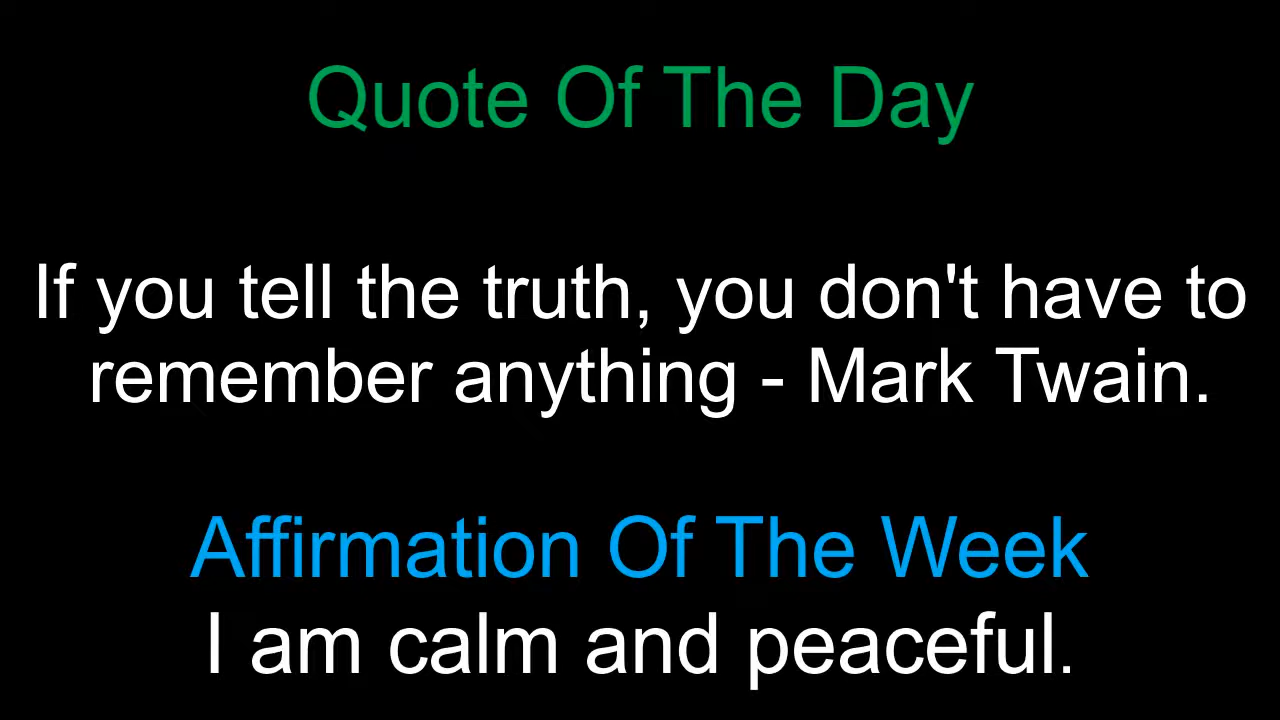 Quote Of The Day
If you tell the truth, you don't have to
remember anything - Mark Twain.
Affirmation Of The Week
I am calm and peaceful.